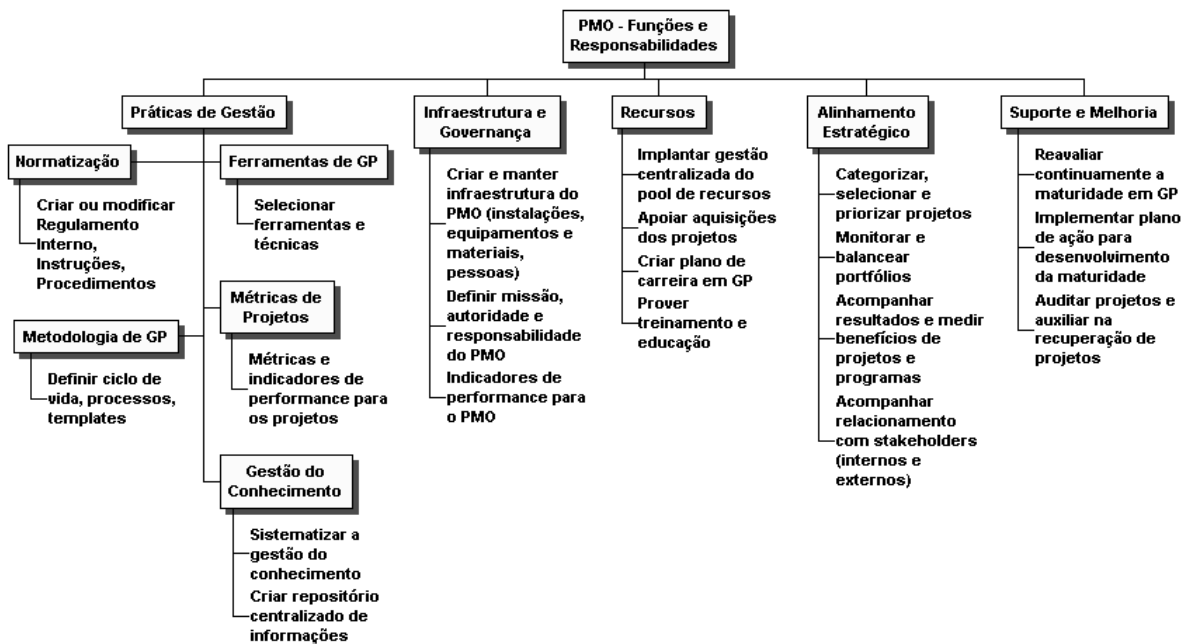 PMO - Funções e
Responsabilidades
Práticas de Gestão
Normatização
Criar ou modificar
Regulamento
Interno,
Instruções,
Procedimentos
Ferramentas de GP
Selecionar
ferramentas e
técnicas
Metodologia de GP
Definir ciclo de
vida, processos,
templates
Métricas de
Projetos
Métricas e
indicadores de
performance para
os projetos
Gestão do
Conhecimento
Sistematizar a
gestão do
conhecimento
Criar repositório
centralizado de
informações
Infraestrutura e
Governança
Criar e manter
infraestrutura do
PMO (instalações,
equipamentos e
materiais,
pessoas)
Definir missão,
autoridade e
responsabilidade
do PMO
Indicadores de
performance para
o PMO
Recursos
Implantar gestão
centralizada do
pool de recursos
Apoiar aquisições
dos projetos
Criar plano de
carreira em GP
Prover
treinamento e
educação
Alinhamento
Estratégico
Categorizar,
selecionar e
priorizar projetos
Monitorar e
balancear
portfólios
Acompanhar
resultados e medir
benefícios de
projetos e
programas
Acompanhar
relacionamento
com stakeholders
(internos e
externos)
Suporte e Melhoria
Reavaliar
continuamente a
maturidade em GP
Implementar plano
de ação para
desenvolvimento
da maturidade
Auditar projetos e
auxiliar na
recuperação de
projetos